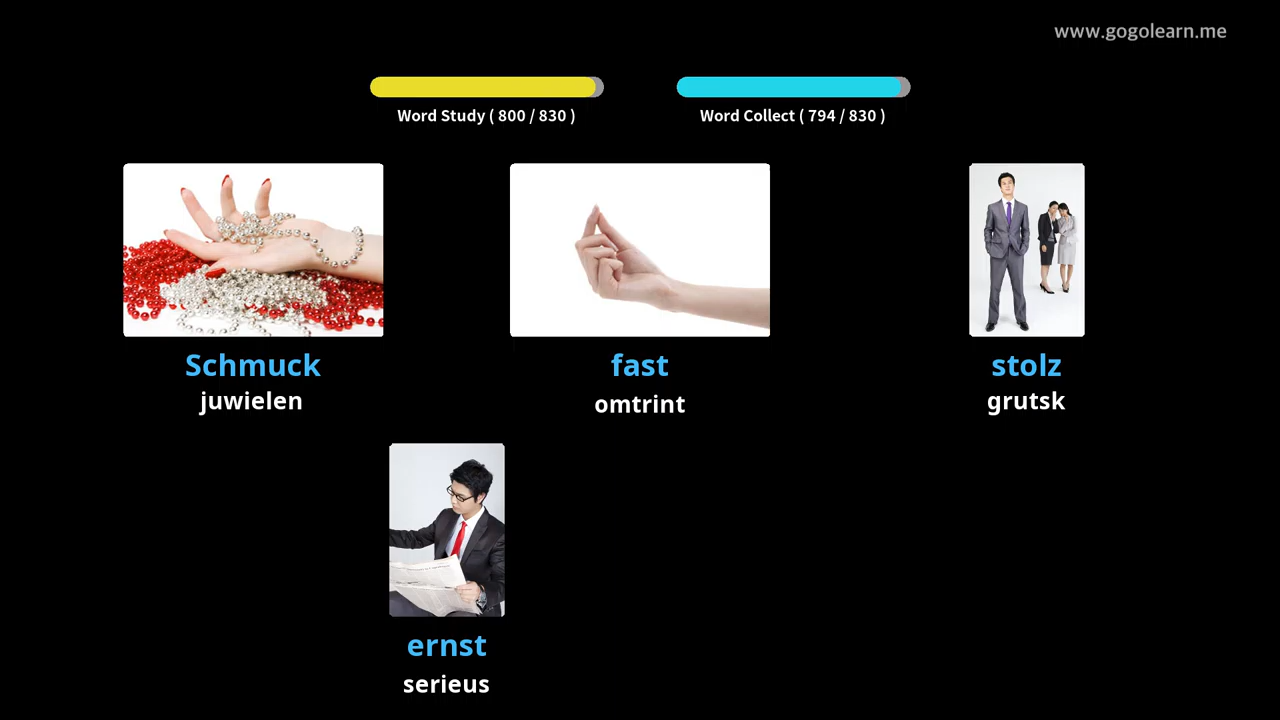 www.gogolearn.me
Word Study ( 800 / 830 )
Word Collect ( 794 / 830 )
Schmuck
juwielen
fast
omtrint
stolz
grutsk
ernst
serieus